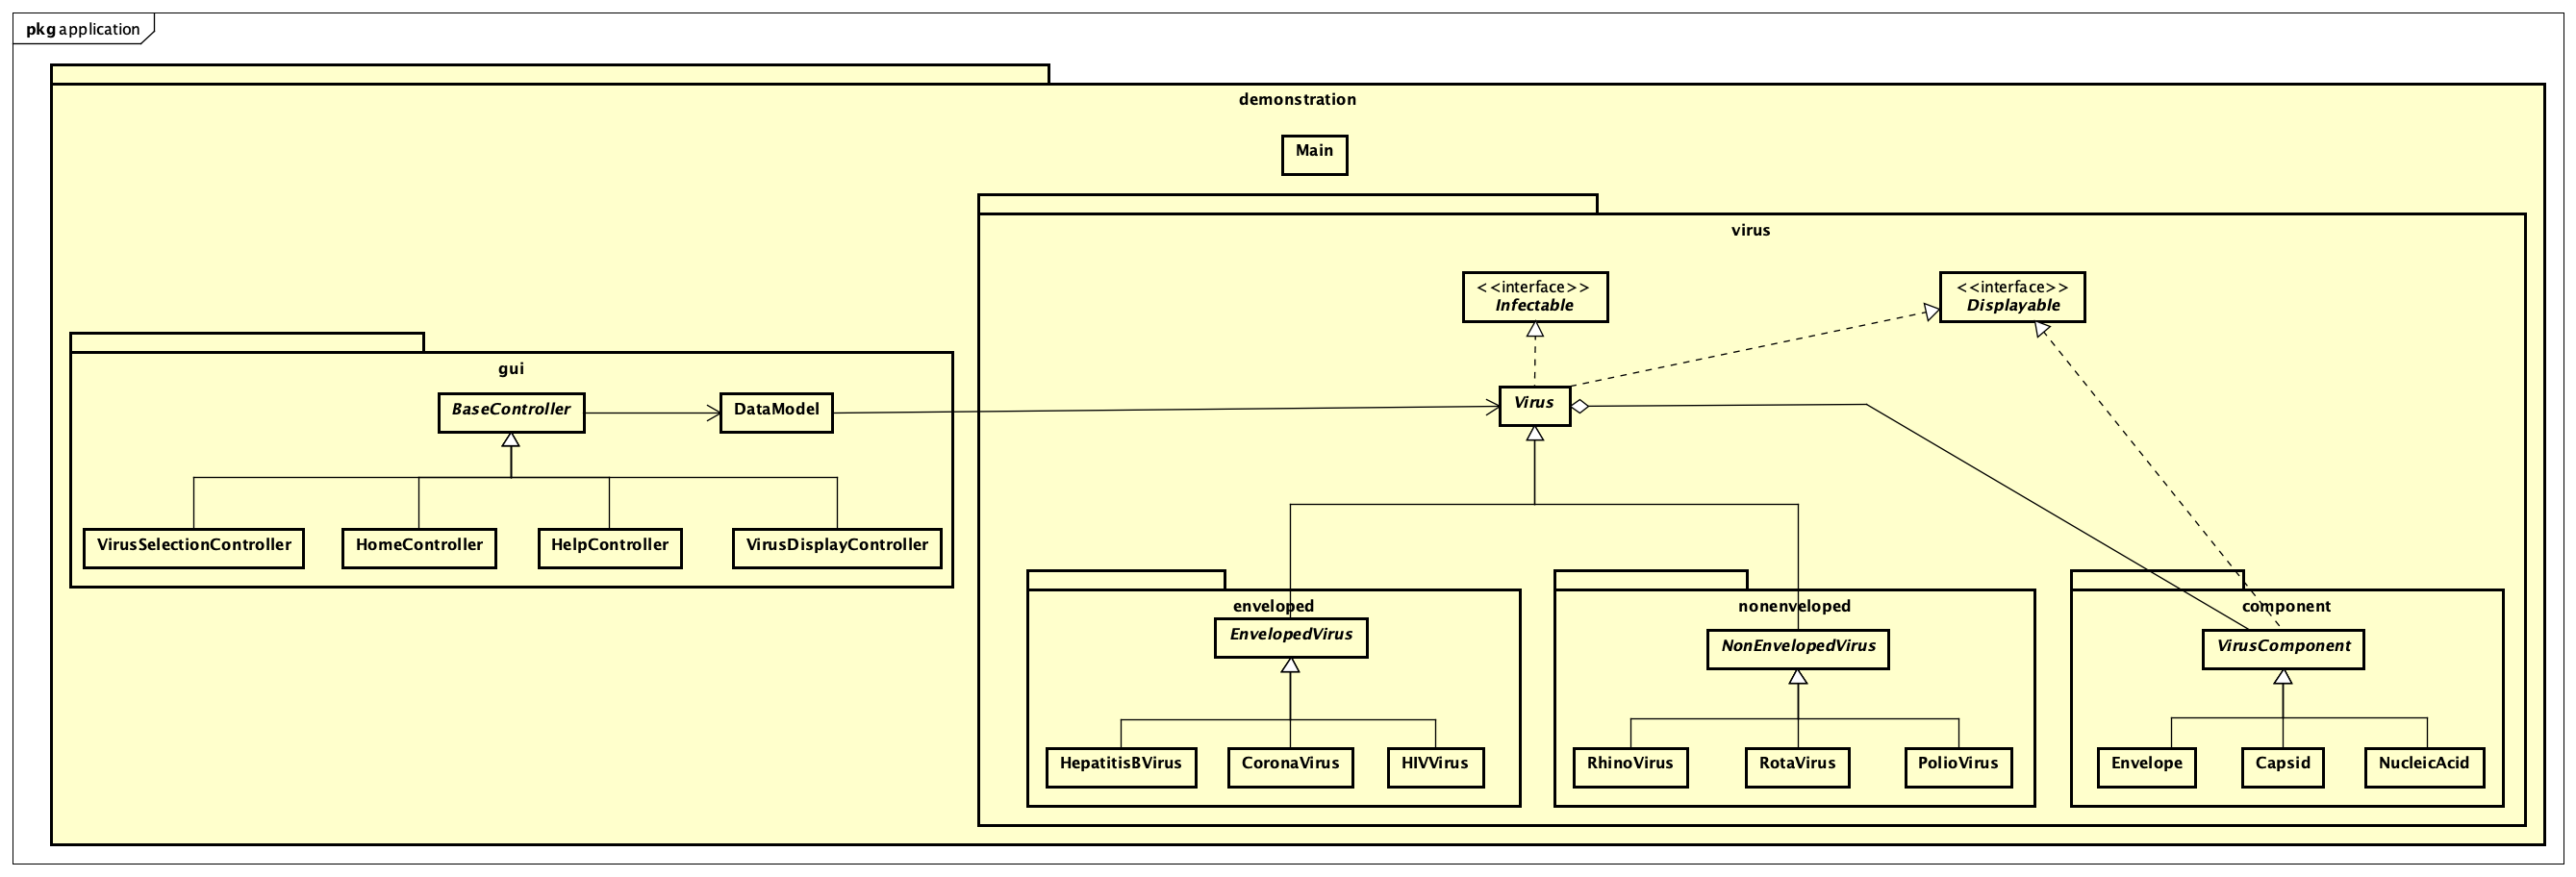 pkg application
demonstration
Main
virus
<<interface>>
Infectable
<<interface>>
Displayable
gui
BaseController
DataModel
Virus
VirusSelectionController
HomeController
HelpController
VirusDisplayController
enveloped
EnvelopedVirus
HepatitisBVirus
CoronaVirus
HIVVirus
nonenveloped
NonEnvelopedVirus
RhinoVirus
RotaVirus
PolioVirus
component
VirusComponent
Envelope
Capsid
NucleicAcid